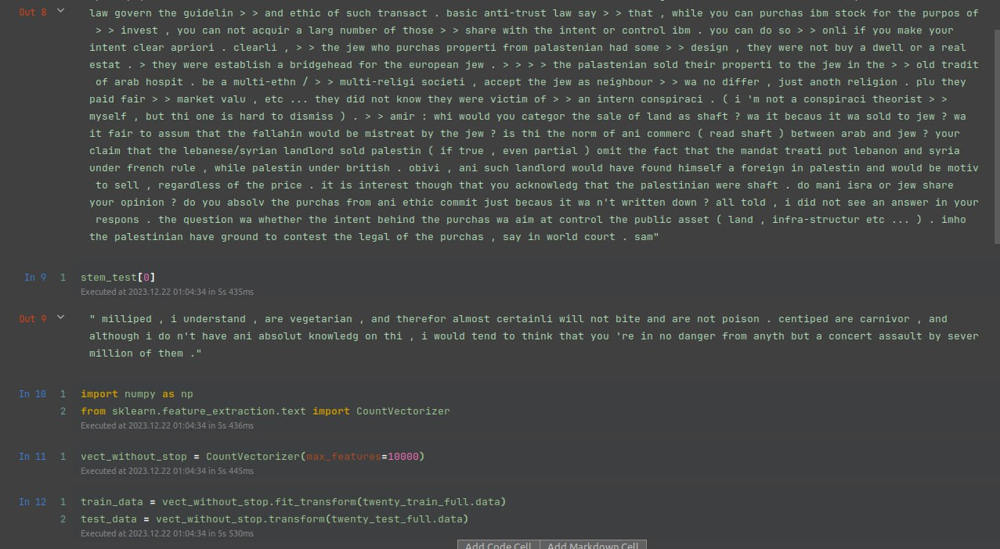 Out 8
law govern the guidelin > > and ethic of such transact . basic anti-trust law say > > that , while you can purchas ibm stock for the purpos of
> > invest , you can not acquir a larg number of those > > share with the intent or control ibm . you can do so > > onli if you make your
intent clear apriori . clearli , > > the jew who purchas properti from palastenian had some > > design , they were not buy a dwell or a real
estat . > they were establish a bridgehead for the european jew . > > > > the palastenian sold their properti to the jew in the > > old tradit
of arab hospit . be a multi-ethn / > > multi-religi societi , accept the jew as neighbour > > wa no differ , just anoth religion . plu they
paid fair > > market valu , etc ... they did not know they were victim of > > an intern conspiraci . ( i 'm not a conspiraci theorist > >
myself , but thi one is hard to dismiss ) . > > amir : whi would you categor the sale of land as shaft ? wa it becaus it wa sold to jew ? wa
it fair to assum that the fallahin would be mistreat by the jew ? is thi the norm of ani commerc ( read shaft ) between arab and jew ? your
claim that the lebanese/syrian landlord sold palestin ( if true , even partial ) omit the fact that the mandat treati put lebanon and syria
under french rule , while palestin under british . obivi , ani such landlord would have found himself a foreign in palestin and would be motiv
to sell , regardless of the price . it is interest though that you acknowledg that the palestinian were shaft . do mani isra or jew share
your opinion ? do you absolv the purchas from ani ethic commit just becaus it wa n't written down ? all told , i did not see an answer in your
respons . the question wa whether the intent behind the purchas wa aim at control the public asset ( land , infra-structur etc ... ) . imho
the palestinian have ground to contest the legal of the purchas , say in world court . sam"
In 9 1 stem_test[0]
Executed at 2023.12.22 01:04:34 in 5s 435ms
Out 9
" milliped , i understand , are vegetarian , and therefor almost certainli will not bite and are not poison . centiped are carnivor , and
although i do n't have ani absolut knowledg on thi , i would tend to think that you 're in no danger from anyth but a concert assault by sever
million of them ."
In 10 1 import numpy as np
2 from sklearn.feature_extraction.text import CountVectorizer
Executed at 2023.12.22 01:04:34 in 5s 436ms
In 11 1 vect_without_stop = CountVectorizer(max_features=10000)
Executed at 2023.12.22 01:04:34 in 5s 445ms
In 12 1 train_data = vect_without_stop.fit_transform(twenty_train_full.data)
2 test_data = vect_without_stop.transform(twenty_test_full.data)
Executed at 2023.12.22 01:04:34 in 5s 530ms
Add Code Cell Add Markdown Cell